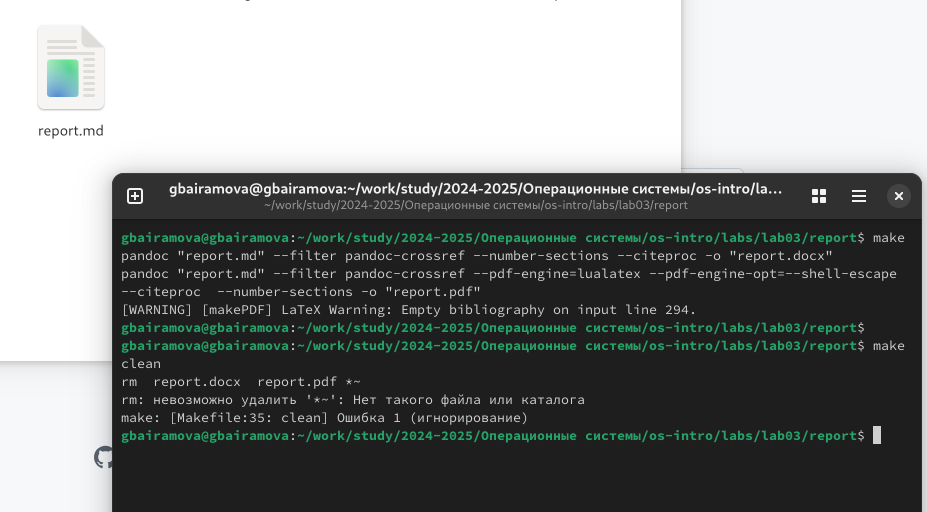 report.md
gbairamova@gbairamova:~/work/study/2024-2025/Операционные системы/os-intro/la…
~/work/study/2024-2025/Операционные системы/os-intro/labs/lab03/report
gbairamova@gbairamova:~/work/study/2024-2025/Операционные системы/os-intro/labs/lab03/report$ make
pandoc "report.md" --filter pandoc-crossref --number-sections --citeproc -o "report.docx"
pandoc "report.md" --filter pandoc-crossref --pdf-engine=lualatex --pdf-engine-opt=--shell-escape
--citeproc  --number-sections -o "report.pdf"
[WARNING] [makePDF] LaTeX Warning: Empty bibliography on input line 294.
gbairamova@gbairamova:~/work/study/2024-2025/Операционные системы/os-intro/labs/lab03/report$
gbairamova@gbairamova:~/work/study/2024-2025/Операционные системы/os-intro/labs/lab03/report$ make
clean
rm  report.docx  report.pdf *~
rm: невозможно удалить '*~': Нет такого файла или каталога
make: [Makefile:35: clean] Ошибка 1 (игнорирование)
gbairamova@gbairamova:~/work/study/2024-2025/Операционные системы/os-intro/labs/lab03/report$